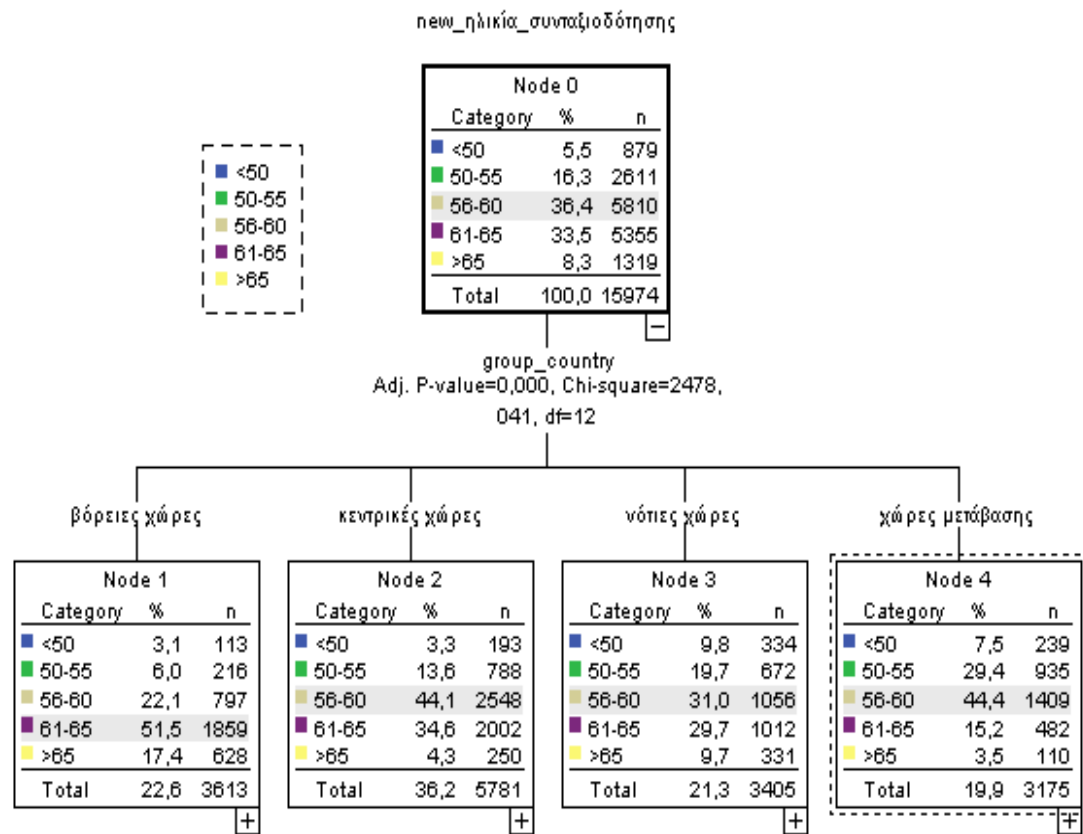 new_ηλικία_συνταξιοδότησης
Node 0
Category % n
<50 5,5 879
50-55 16,3 2611
56-60 36,4 5810
61-65 33,5 5355
>65 8,3 1319
Total 100,0 15974
<50
50-55
56-60
61-65
>65
group_country
Adj. P-value=0,000, Chi-square=2478,
041, df=12
βόρειες χώρες
Node 1
Category % n
<50 3,1 113
50-55 6,0 216
56-60 22,1 797
61-65 51,5 1859
>65 17,4 628
Total 22,6 3613
κεντρικές χώρες
Node 2
Category % n
<50 3,3 193
50-55 13,6 788
56-60 44,1 2548
61-65 34,6 2002
>65 4,3 250
Total 36,2 5781
νότιες χώρες
Node 3
Category % n
<50 9,8 334
50-55 19,7 672
56-60 31,0 1056
61-65 29,7 1012
>65 9,7 331
Total 21,3 3405
χώρες μετάβασης
Node 4
Category % n
<50 7,5 239
50-55 29,4 935
56-60 44,4 1409
61-65 15,2 482
>65 3,5 110
Total 19,9 3175